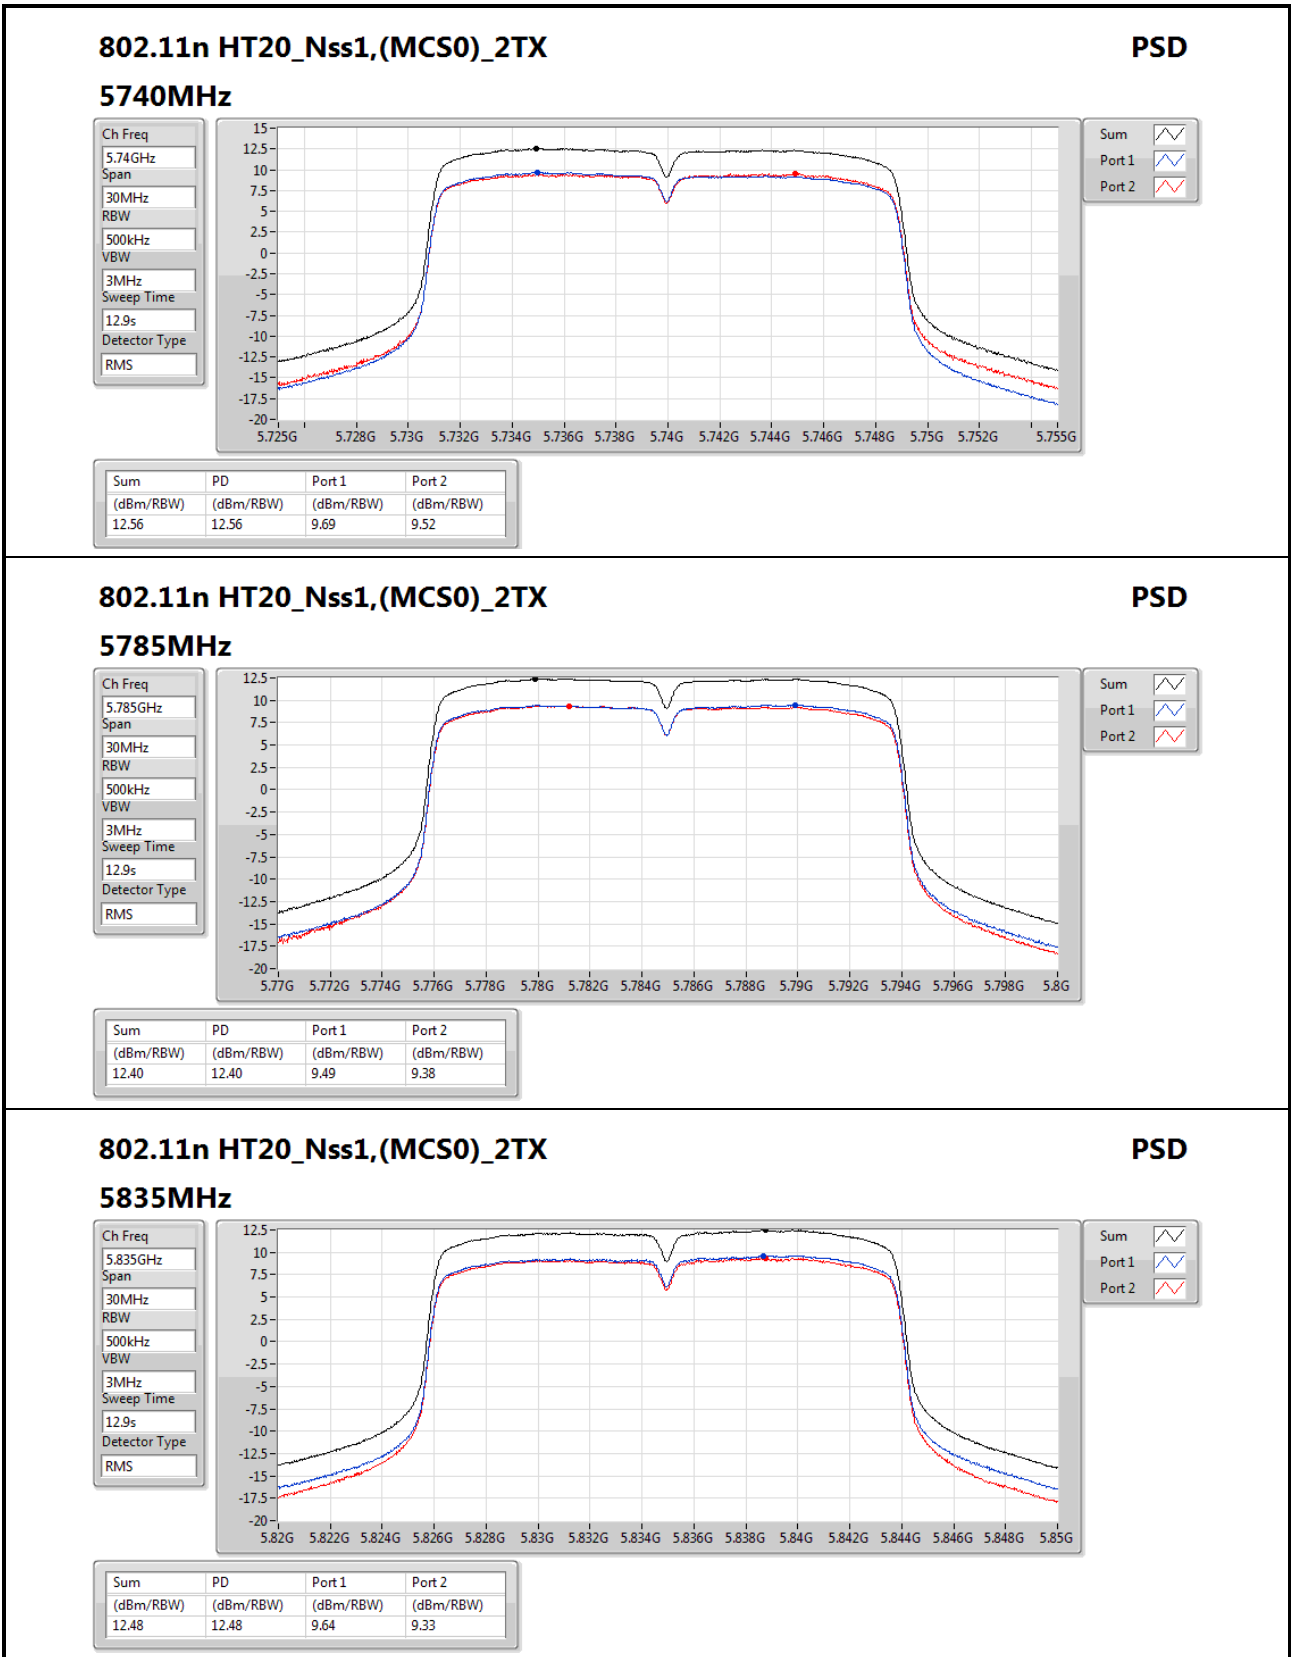 802.11n HT20_Nss1,(MCS0)_2TX PSD
5740MHz
Ch Freq
5.74GHz
Span
30MHz
RBW
500kHz
VBW
3MHz
Sweep Time
12.9s
Detector Type
RMS
15
12.5
10
7.5
5
2.5
0
-2.5
-5
-7.5
-10
-12.5
-15
-17.5
-20
5.725G 5.728G 5.73G 5.732G 5.734G 5.736G 5.738G 5.74G 5.742G 5.744G 5.746G 5.748G 5.75G 5.752G 5.755G
Sum
Port 1
Port 2
Sum PD Port 1 Port 2
(dBm/RBW) (dBm/RBW) (dBm/RBW) (dBm/RBW)
12.56 12.56 9.69 9.52
802.11n HT20_Nss1,(MCS0)_2TX PSD
5785MHz
Ch Freq
5.785GHz
Span
30MHz
RBW
500kHz
VBW
3MHz
Sweep Time
12.9s
Detector Type
RMS
12.5
10
7.5
5
2.5
0
-2.5
-5
-7.5
-10
-12.5
-15
-17.5
-20
5.77G 5.772G 5.774G 5.776G 5.778G 5.78G 5.782G 5.784G 5.786G 5.788G 5.79G 5.792G 5.794G 5.796G 5.798G 5.8G
Sum
Port 1
Port 2
Sum PD Port 1 Port 2
(dBm/RBW) (dBm/RBW) (dBm/RBW) (dBm/RBW)
12.40 12.40 9.49 9.38
802.11n HT20_Nss1,(MCS0)_2TX PSD
5835MHz
Ch Freq
5.835GHz
Span
30MHz
RBW
500kHz
VBW
3MHz
Sweep Time
12.9s
Detector Type
RMS
12.5
10
7.5
5
2.5
0
-2.5
-5
-7.5
-10
-12.5
-15
-17.5
-20
5.82G 5.822G 5.824G 5.826G 5.828G 5.83G 5.832G 5.834G 5.836G 5.838G 5.84G 5.842G 5.844G 5.846G 5.848G 5.85G
Sum
Port 1
Port 2
Sum PD Port 1 Port 2
(dBm/RBW) (dBm/RBW) (dBm/RBW) (dBm/RBW)
12.48 12.48 9.64 9.33